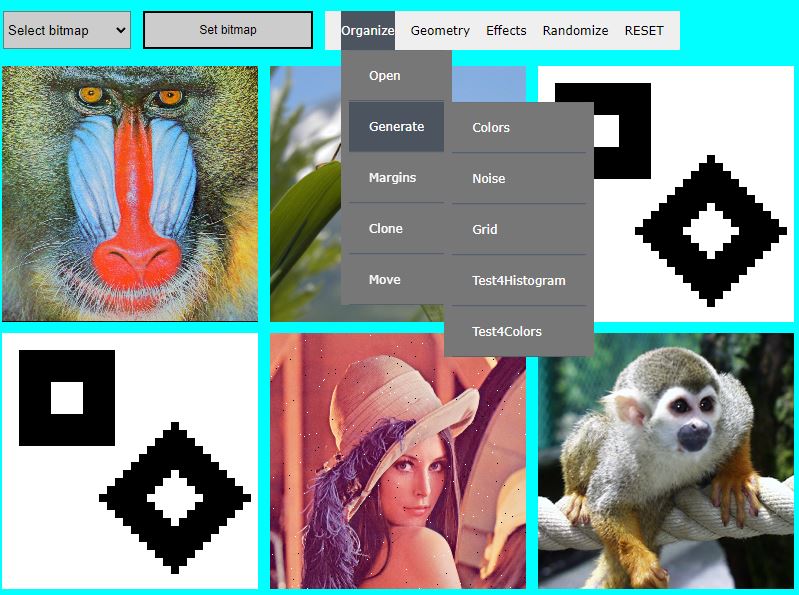 Select bitmap
Set bitmap
Organize Geometry Effects Randomize RESET
Open
Generate
Margins
Clone
Move
Colors
Noise
Grid
Test4Histogram
Test4Colors